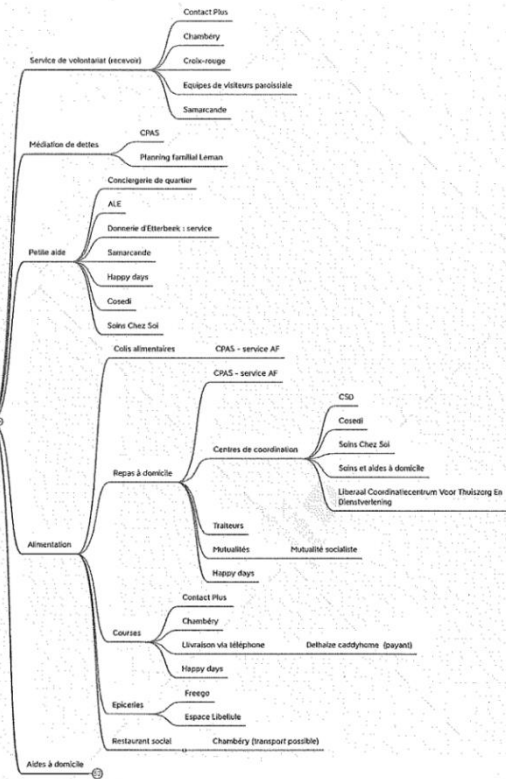 Contact Plus
Chambéry
Service de volontariat (recevoir)
Croix-rouge
Equipes de visiteurs paroissiale
Samarcande
CPAS
Médiation de dettes
Planning familial Leman
Conciergerie de quartier
ALE
Donnerie d'Etterbeek : service
Petite aide
Samarcande
Happy days
Cosedi
Soins Chez Soi
Colis alimentaires
CPAS - service AF
CPAS - service AF
CSD
Cosedi
Centres de coordination
Soins Chez Soi
Repas à domicile
Soins et aides à domicile
Liberaal Coordinatiecentrum Voor Thuiszorg En
Dienstverlening
Traiteurs
Alimentation
Mutualités
Mutualité socialiste
Happy days
Contact Plus
Chambéry
Courses
Livraison via téléphone
Delhaize caddyhome (payant)
Happy days
Freego
Epiceries
Espace Libellule
Restaurant social
Chambéry (transport possible)
Aides à domicile